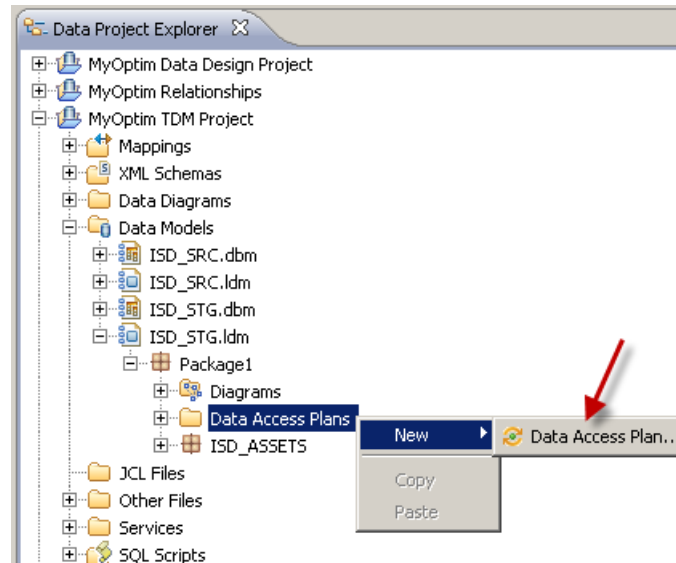 Data Project Explorer
MyOptim Data Design Project
MyOptim Relationships
MyOptim TDM Project
Mappings
XML Schemas
Data Diagrams
Data Models
ISD_SRC.dbm
ISD_SRC.ldm
ISD_STG.dbm
ISD_STG.ldm
Package1
Diagrams
Data Access Plans
New
Data Access Plan..
ISD_ASSETS
Copy
Paste
JCL Files
Other Files
Services
SQL Scripts